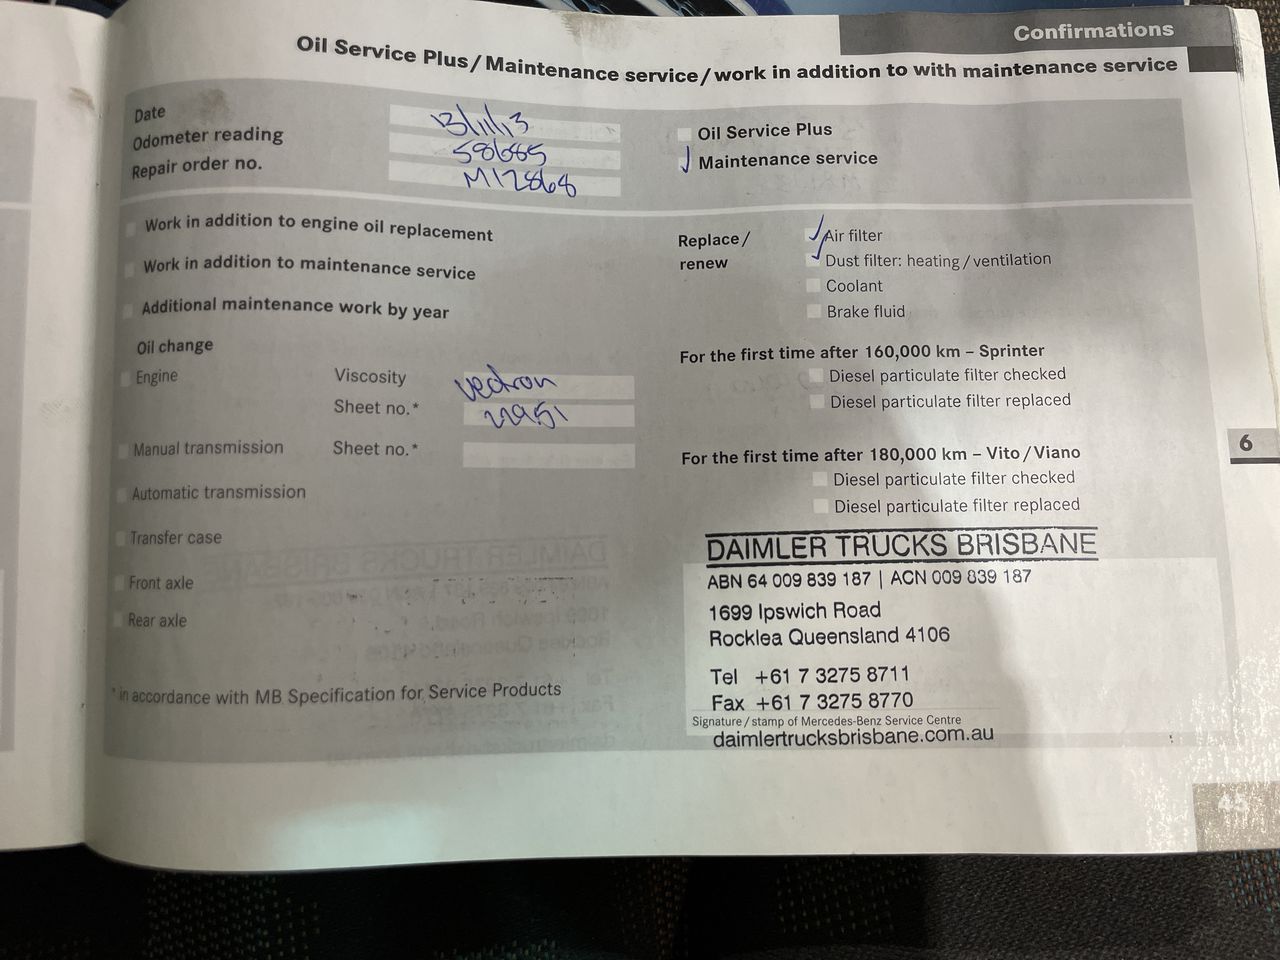 Confirmations
Oil Service Plus/Maintenance service/work in addition to with maintenance service
Date 13/11/13
Odometer reading 58685
Repair order no. M12868
Oil Service Plus
Maintenance service
Work in addition to engine oil replacement
Work in addition to maintenance service
Additional maintenance work by year
Oil change
Engine Viscosity Vectron
Sheet no.* 22951
Manual transmission Sheet no.*
Automatic transmission
Transfer case
Front axle
Rear axle
* in accordance with MB Specification for Service Products
Replace/
renew
Air filter
Dust filter: heating/ventilation
Coolant
Brake fluid
For the first time after 160,000 km – Sprinter
Diesel particulate filter checked
Diesel particulate filter replaced
For the first time after 180,000 km – Vito/Viano
Diesel particulate filter checked
Diesel particulate filter replaced
DAIMLER TRUCKS BRISBANE
ABN 64 009 839 187 | ACN 009 839 187
1699 Ipswich Road
Rocklea Queensland 4106
Tel +61 7 3275 8711
Fax +61 7 3275 8770
Signature/stamp of Mercedes-Benz Service Centre
daimlertrucksbrisbane.com.au
6
45